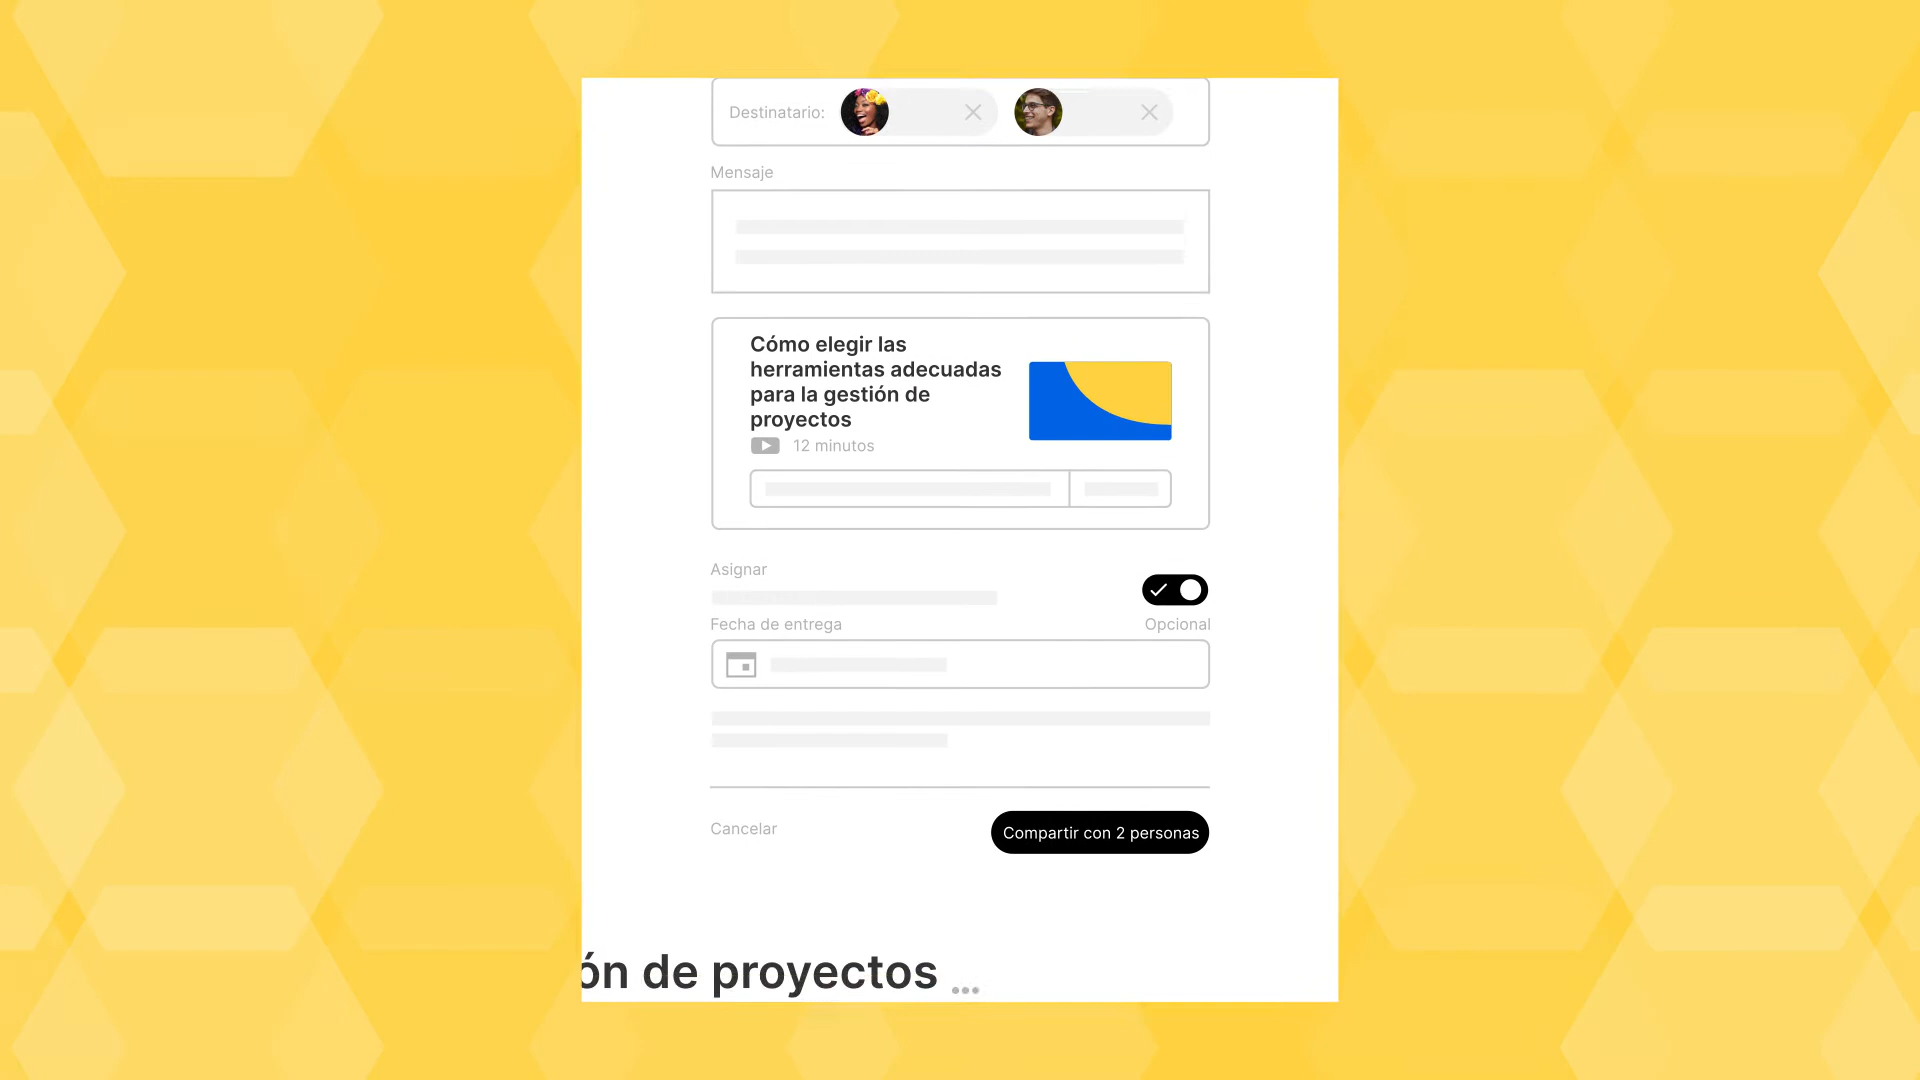 Destinatario:
Mensaje
Cómo elegir las
herramientas adecuadas
para la gestión de
proyectos
12 minutos
Asignar
Fecha de entrega
Opcional
Cancelar
Compartir con 2 personas
ón de proyectos ...